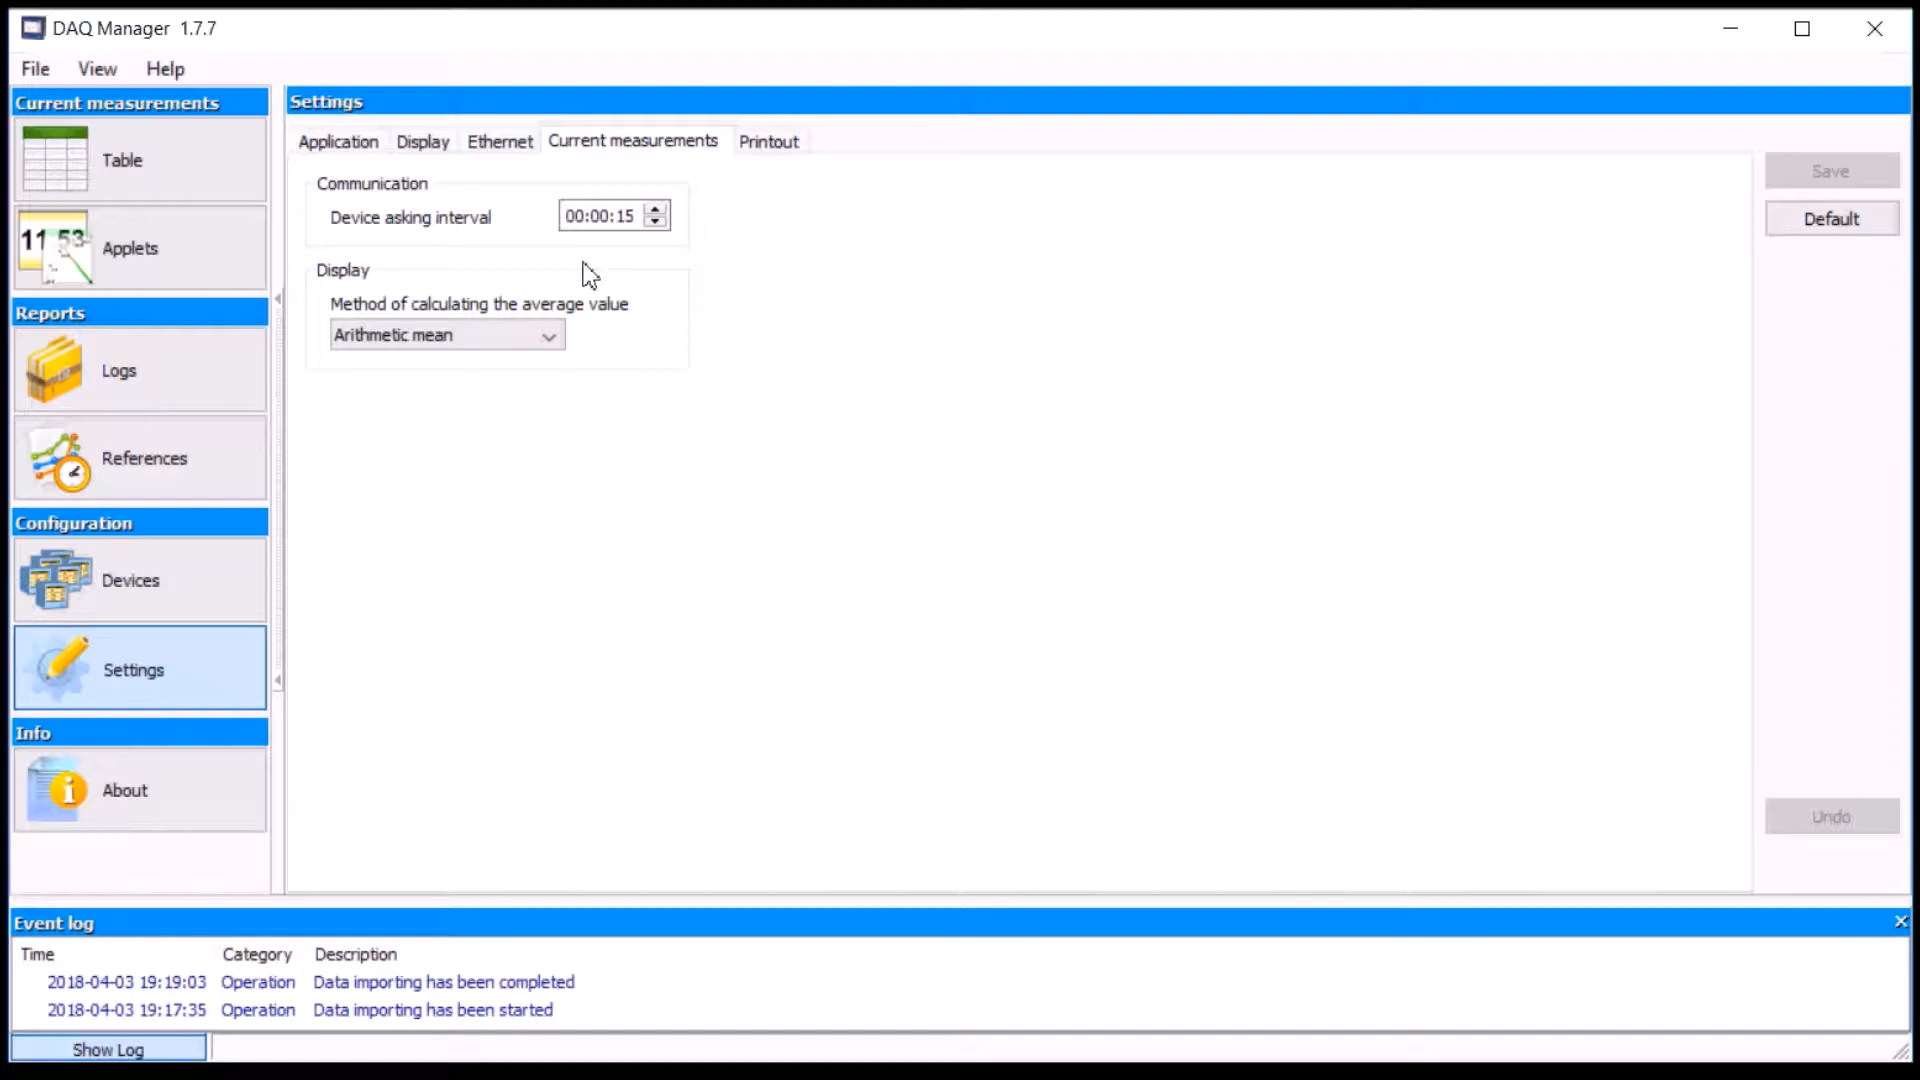 DAQ Manager 1.7.7
File View Help
Current measurements
Table
Applets
Reports
Logs
References
Configuration
Devices
Settings
Info
About
Settings
Application Display Ethernet Current measurements Printout
Communication
Device asking interval 00:00:15
Display
Method of calculating the average value
Arithmetic mean
Save
Default
Undo
Event log
Time Category Description
2018-04-03 19:19:03 Operation Data importing has been completed
2018-04-03 19:17:35 Operation Data importing has been started
Show Log